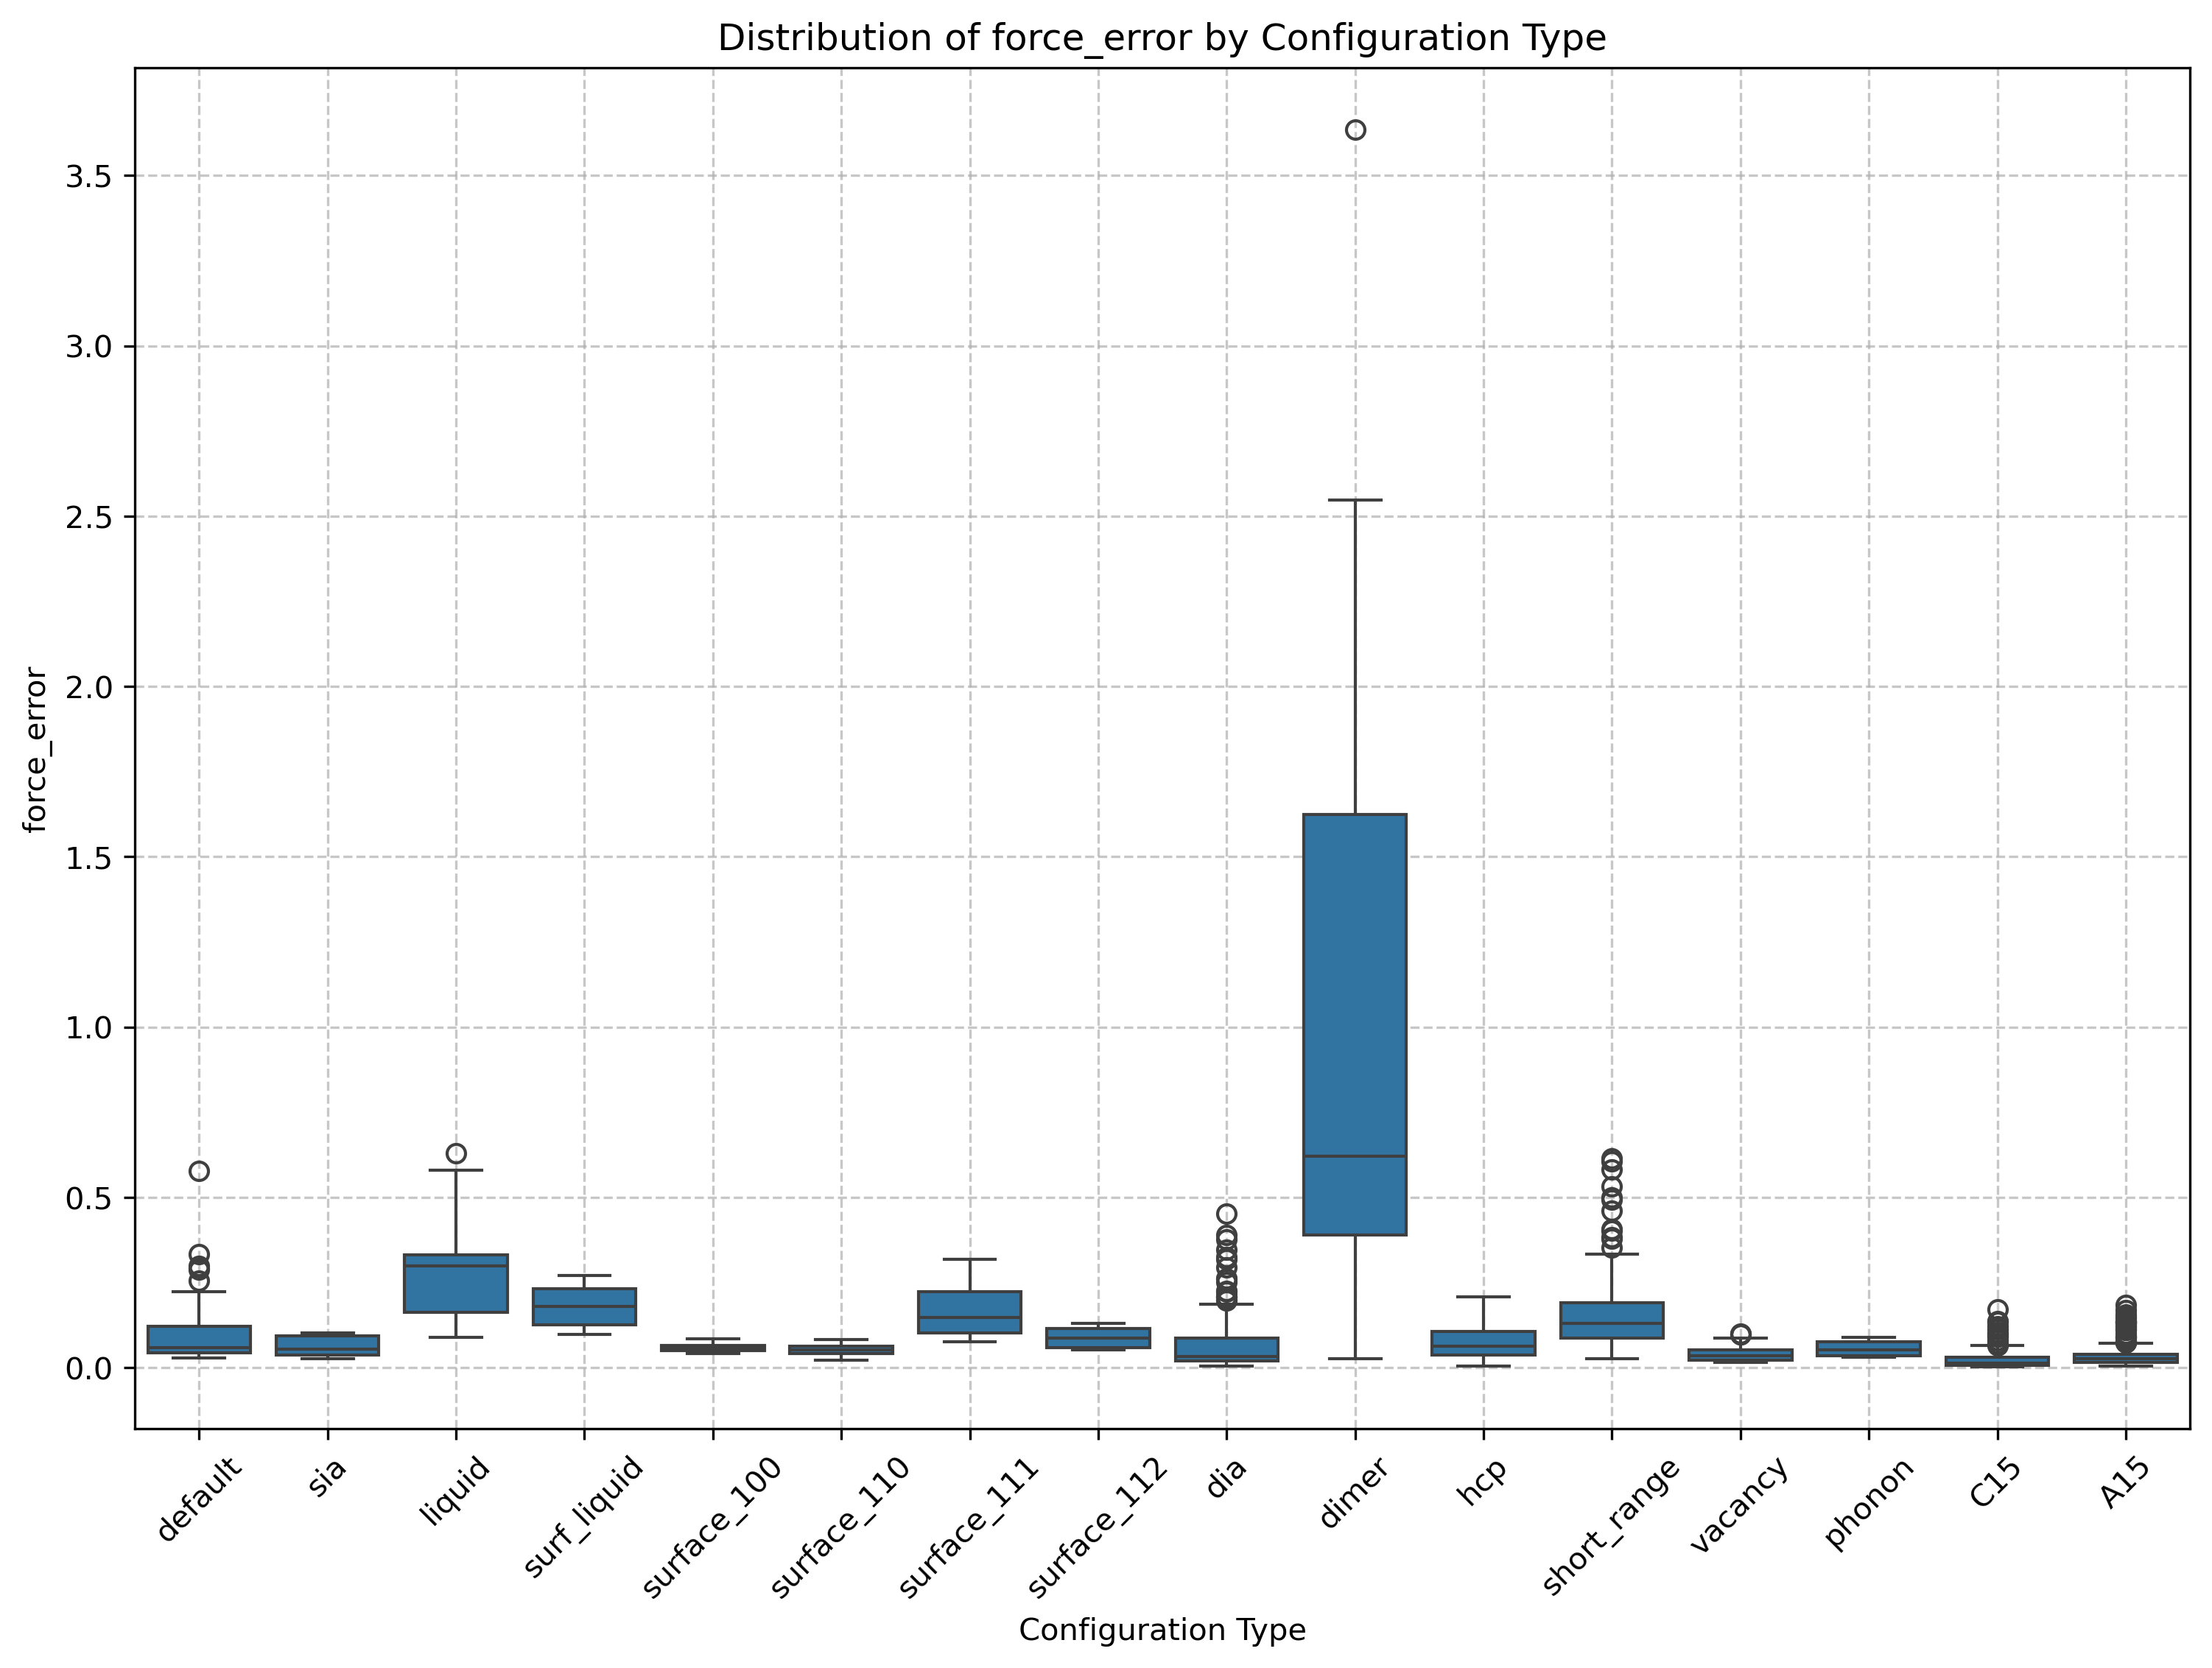 Distribution of force_error by Configuration Type
force_error
3.5
3.0
2.5
2.0
1.5
1.0
0.5
0.0
default
sia
liquid
surf_liquid
surface_100
surface_110
surface_111
surface_112
dia
dimer
hcp
short_range
vacancy
phonon
C15
A15
Configuration Type